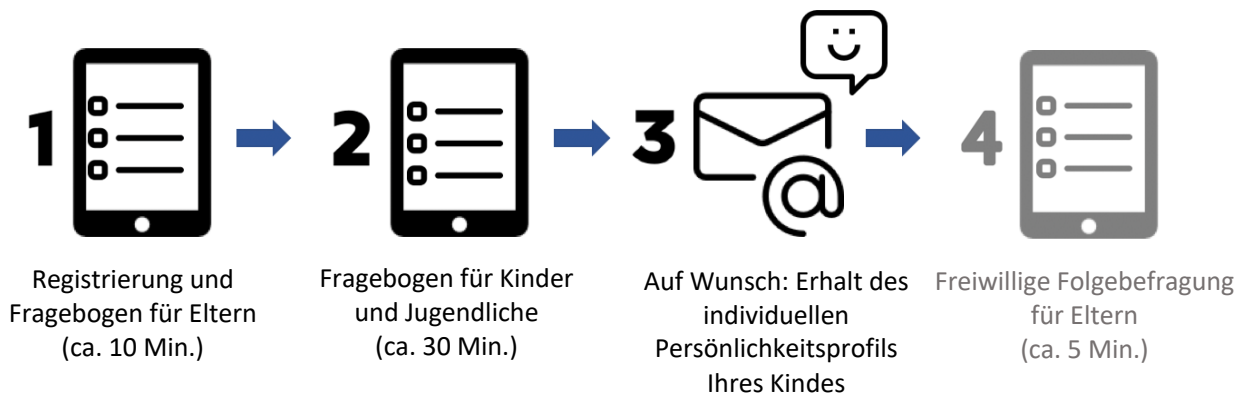 1
Registrierung und
Fragebogen für Eltern
(ca. 10 Min.)
2
Fragebogen für Kinder
und Jugendliche
(ca. 30 Min.)
3
@
Auf Wunsch: Erhalt des
individuellen
Persönlichkeitsprofils
Ihres Kindes
4
Freiwillige Folgebefragung
für Eltern
(ca. 5 Min.)